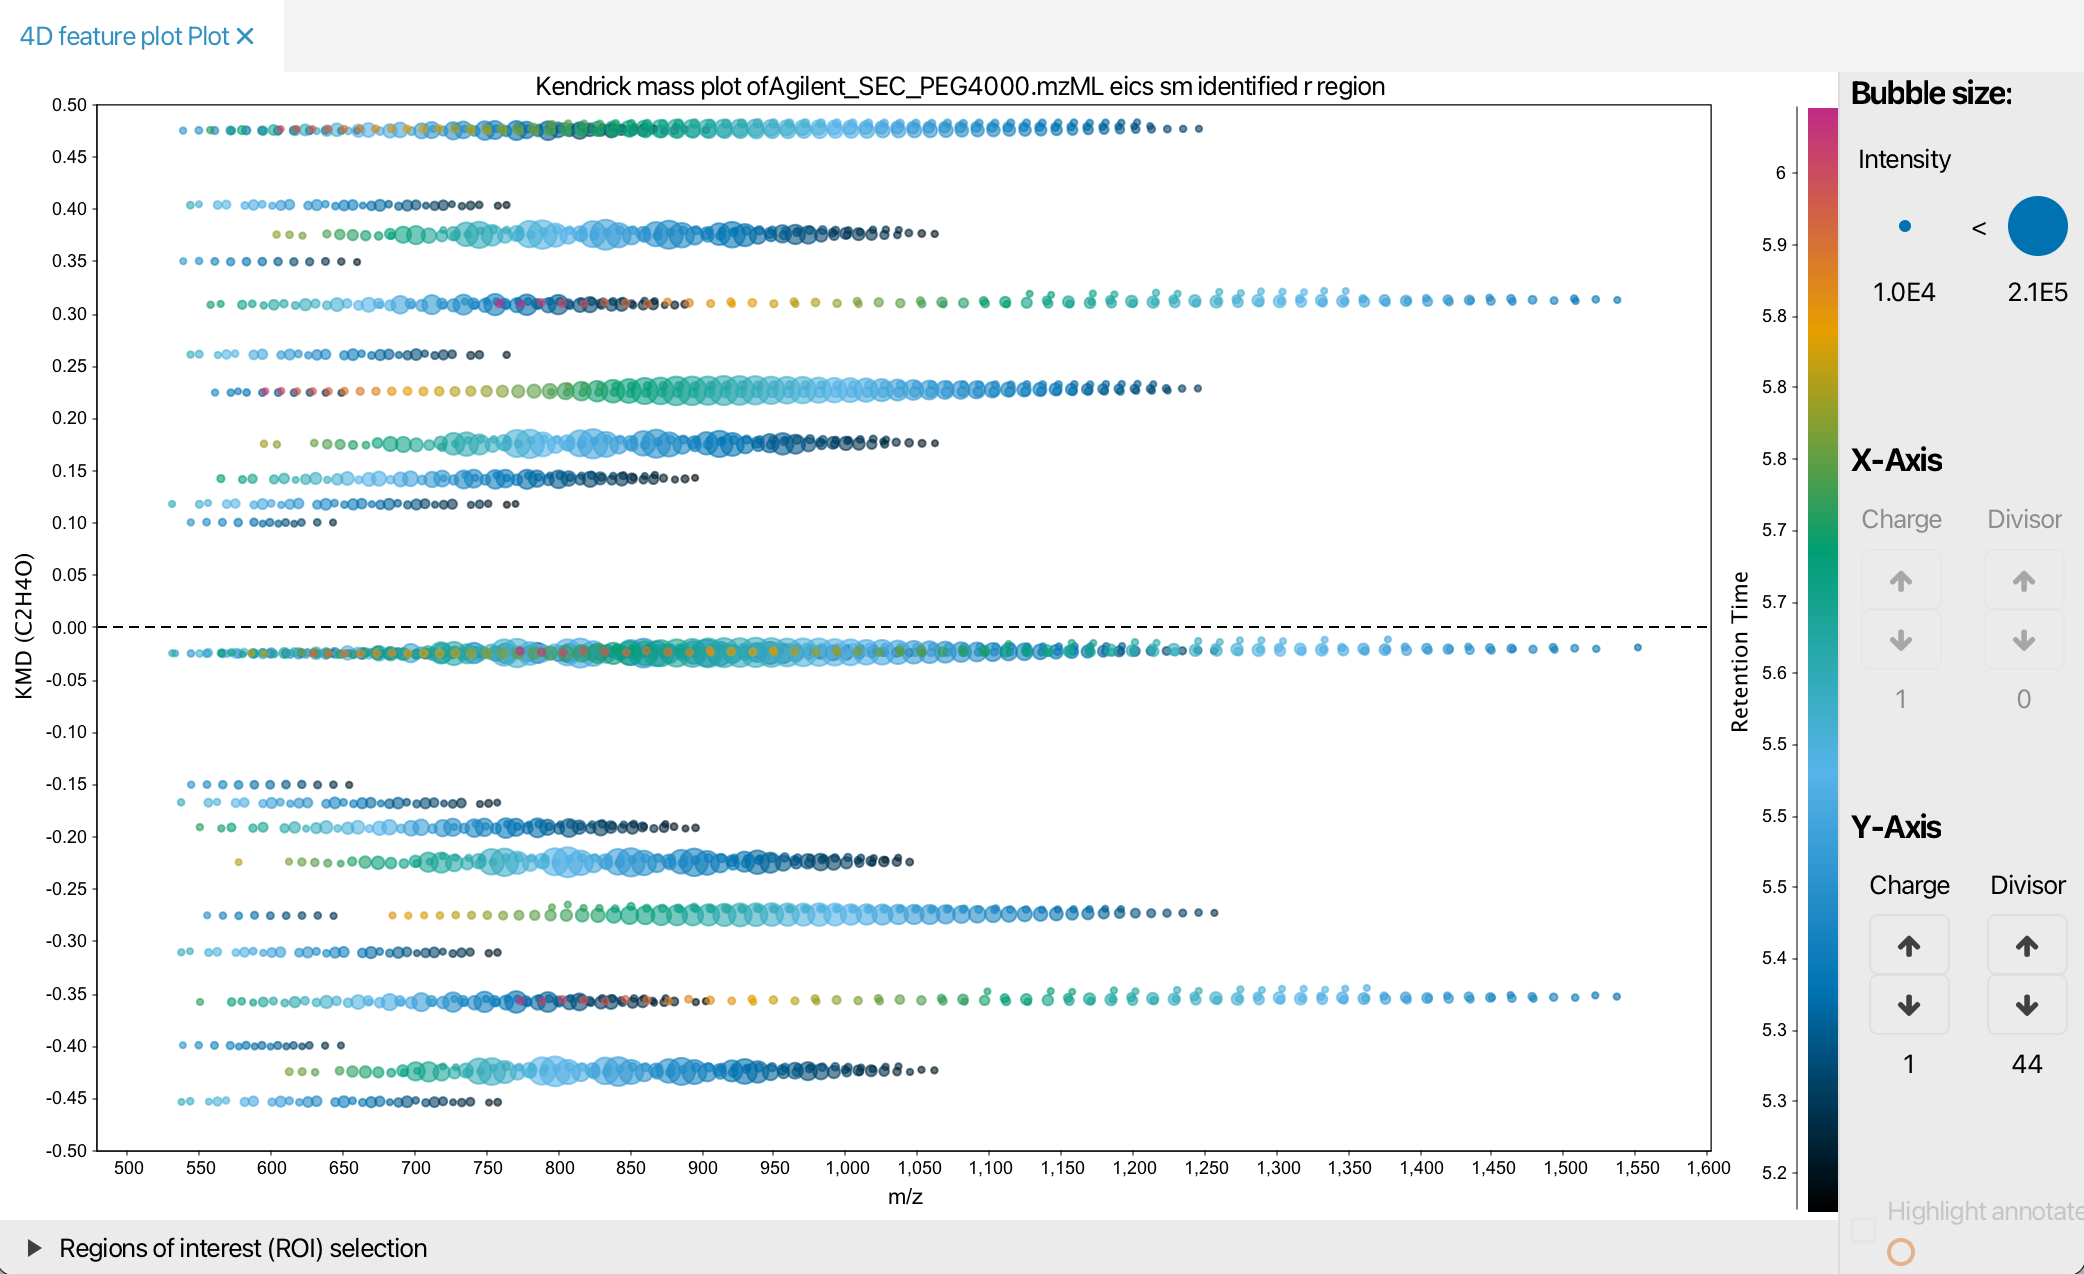 4D feature plot Plot ✕
Kendrick mass plot ofAgilent_SEC_PEG4000.mzML eics sm identified r region
KMD (C2H4O)
0.50
0.45
0.40
0.35
0.30
0.25
0.20
0.15
0.10
0.05
0.00
-0.05
-0.10
-0.15
-0.20
-0.25
-0.30
-0.35
-0.40
-0.45
-0.50
500 550 600 650 700 750 800 850 900 950 1,000 1,050 1,100 1,150 1,200 1,250 1,300 1,350 1,400 1,450 1,500 1,550 1,600
m/z
Retention Time
6
5.9
5.8
5.8
5.8
5.7
5.7
5.6
5.5
5.5
5.5
5.4
5.3
5.3
5.2
Bubble size:
Intensity
<
1.0E4 2.1E5
X-Axis
Charge Divisor
1 0
Y-Axis
Charge Divisor
1 44
Highlight annotate
Regions of interest (ROI) selection